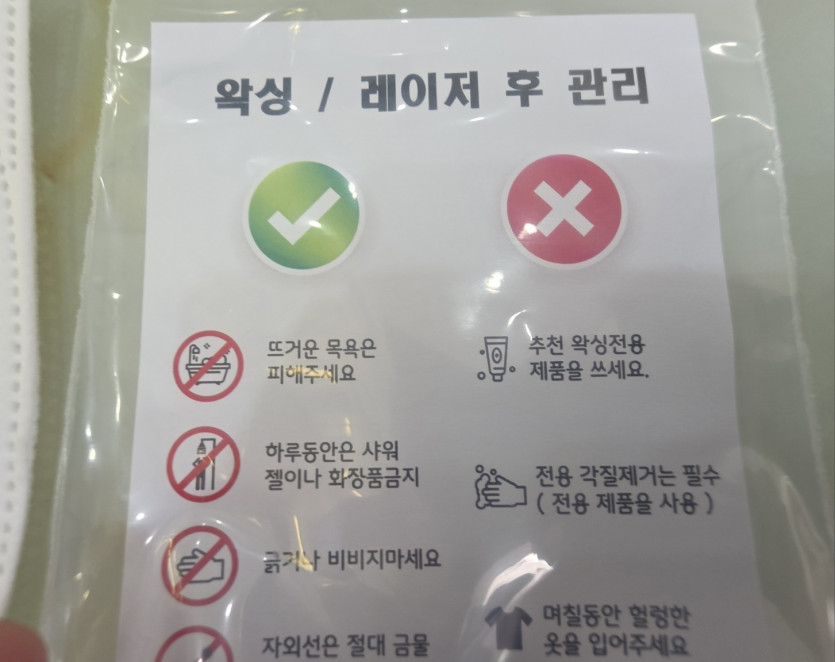 왁싱 / 레이저 후 관리
뜨거운 목욕은
피해주세요
하루동안은 샤워
젤이나 화장품금지
긁거나 비비지마세요
자외선은 절대 금물
추천 왁싱전용
제품을 쓰세요.
전용 각질제거는 필수
( 전용 제품을 사용 )
며칠동안 헐렁한
옷을 입어주세요